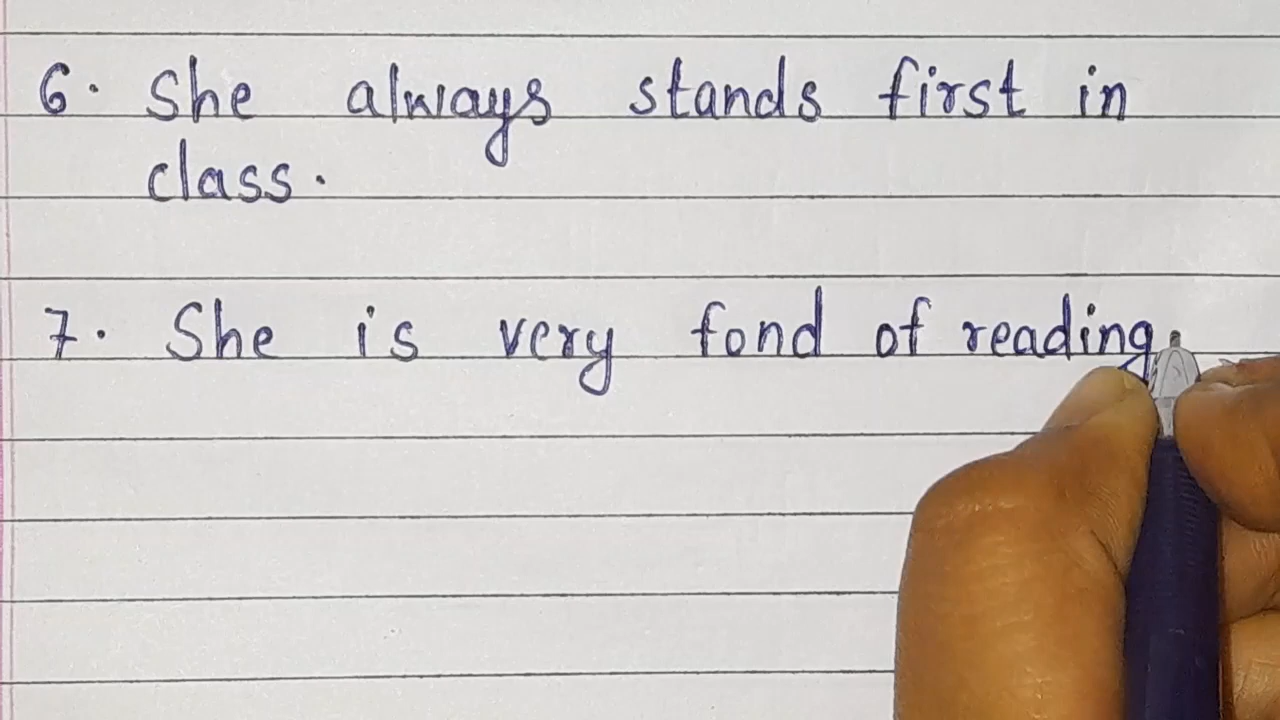 6. She always stands first in
class.
7. She is very fond of reading